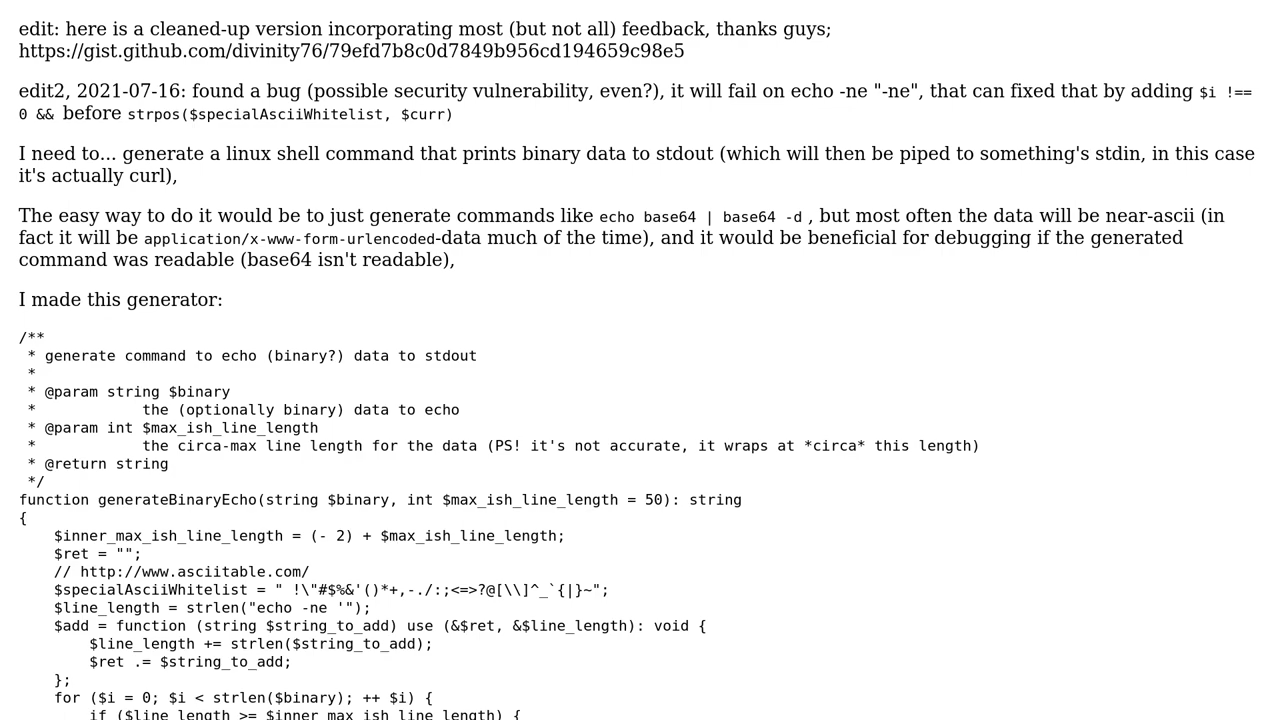 edit: here is a cleaned-up version incorporating most (but not all) feedback, thanks guys;
https://gist.github.com/divinity76/79efd7b8c0d7849b956cd194659c98e5
edit2, 2021-07-16: found a bug (possible security vulnerability, even?), it will fail on echo -ne "-ne", that can fixed that by adding $i !==
0 && before strpos($specialAsciiWhitelist, $curr)
I need to... generate a linux shell command that prints binary data to stdout (which will then be piped to something's stdin, in this case
it's actually curl),
The easy way to do it would be to just generate commands like echo base64 | base64 -d , but most often the data will be near-ascii (in
fact it will be application/x-www-form-urlencoded-data much of the time), and it would be beneficial for debugging if the generated
command was readable (base64 isn't readable),
I made this generator:
/**
 * generate command to echo (binary?) data to stdout
 *
 * @param string $binary
 *            the (optionally binary) data to echo
 * @param int $max_ish_line_length
 *            the circa-max line length for the data (PS! it's not accurate, it wraps at *circa* this length)
 * @return string
 */
function generateBinaryEcho(string $binary, int $max_ish_line_length = 50): string
{
    $inner_max_ish_line_length = (- 2) + $max_ish_line_length;
    $ret = "";
    // http://www.asciitable.com/
    $specialAsciiWhitelist = " !\"#$%&'()*+,-./:;<=>?@[\\]^_`{|}~";
    $line_length = strlen("echo -ne '");
    $add = function (string $string_to_add) use (&$ret, &$line_length): void {
        $line_length += strlen($string_to_add);
        $ret .= $string_to_add;
    };
    for ($i = 0; $i < strlen($binary); ++ $i) {
        if ($line_length >= $inner_max_ish_line_length) {